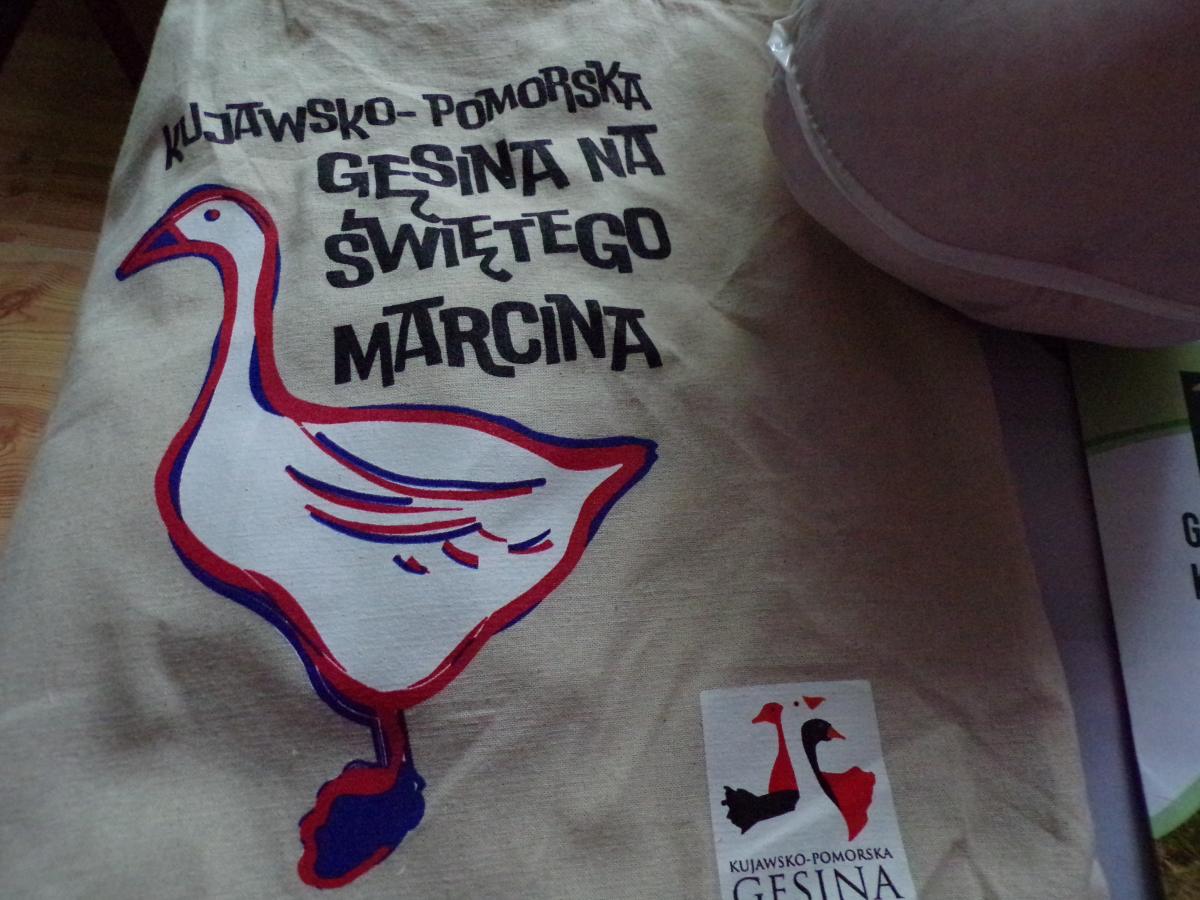 KUJAWSKO-POMORSKA
GĘSINA NA
ŚWIĘTEGO
MARCINA
KUJAWSKO-POMORSKA
GĘSINA
G